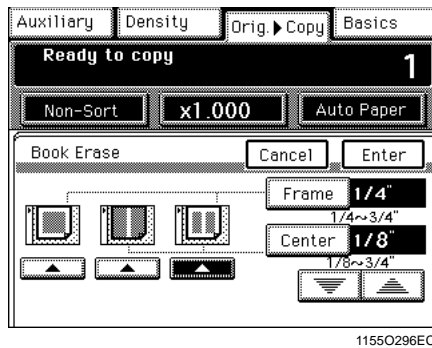 Auxiliary Density Orig.▶Copy Basics
Ready to copy 1
Non-Sort x1.000 Auto Paper
Book Erase Cancel Enter
Frame 1/4"
1/4~3/4"
Center 1/8"
1/8~3/4"
1155O296EC